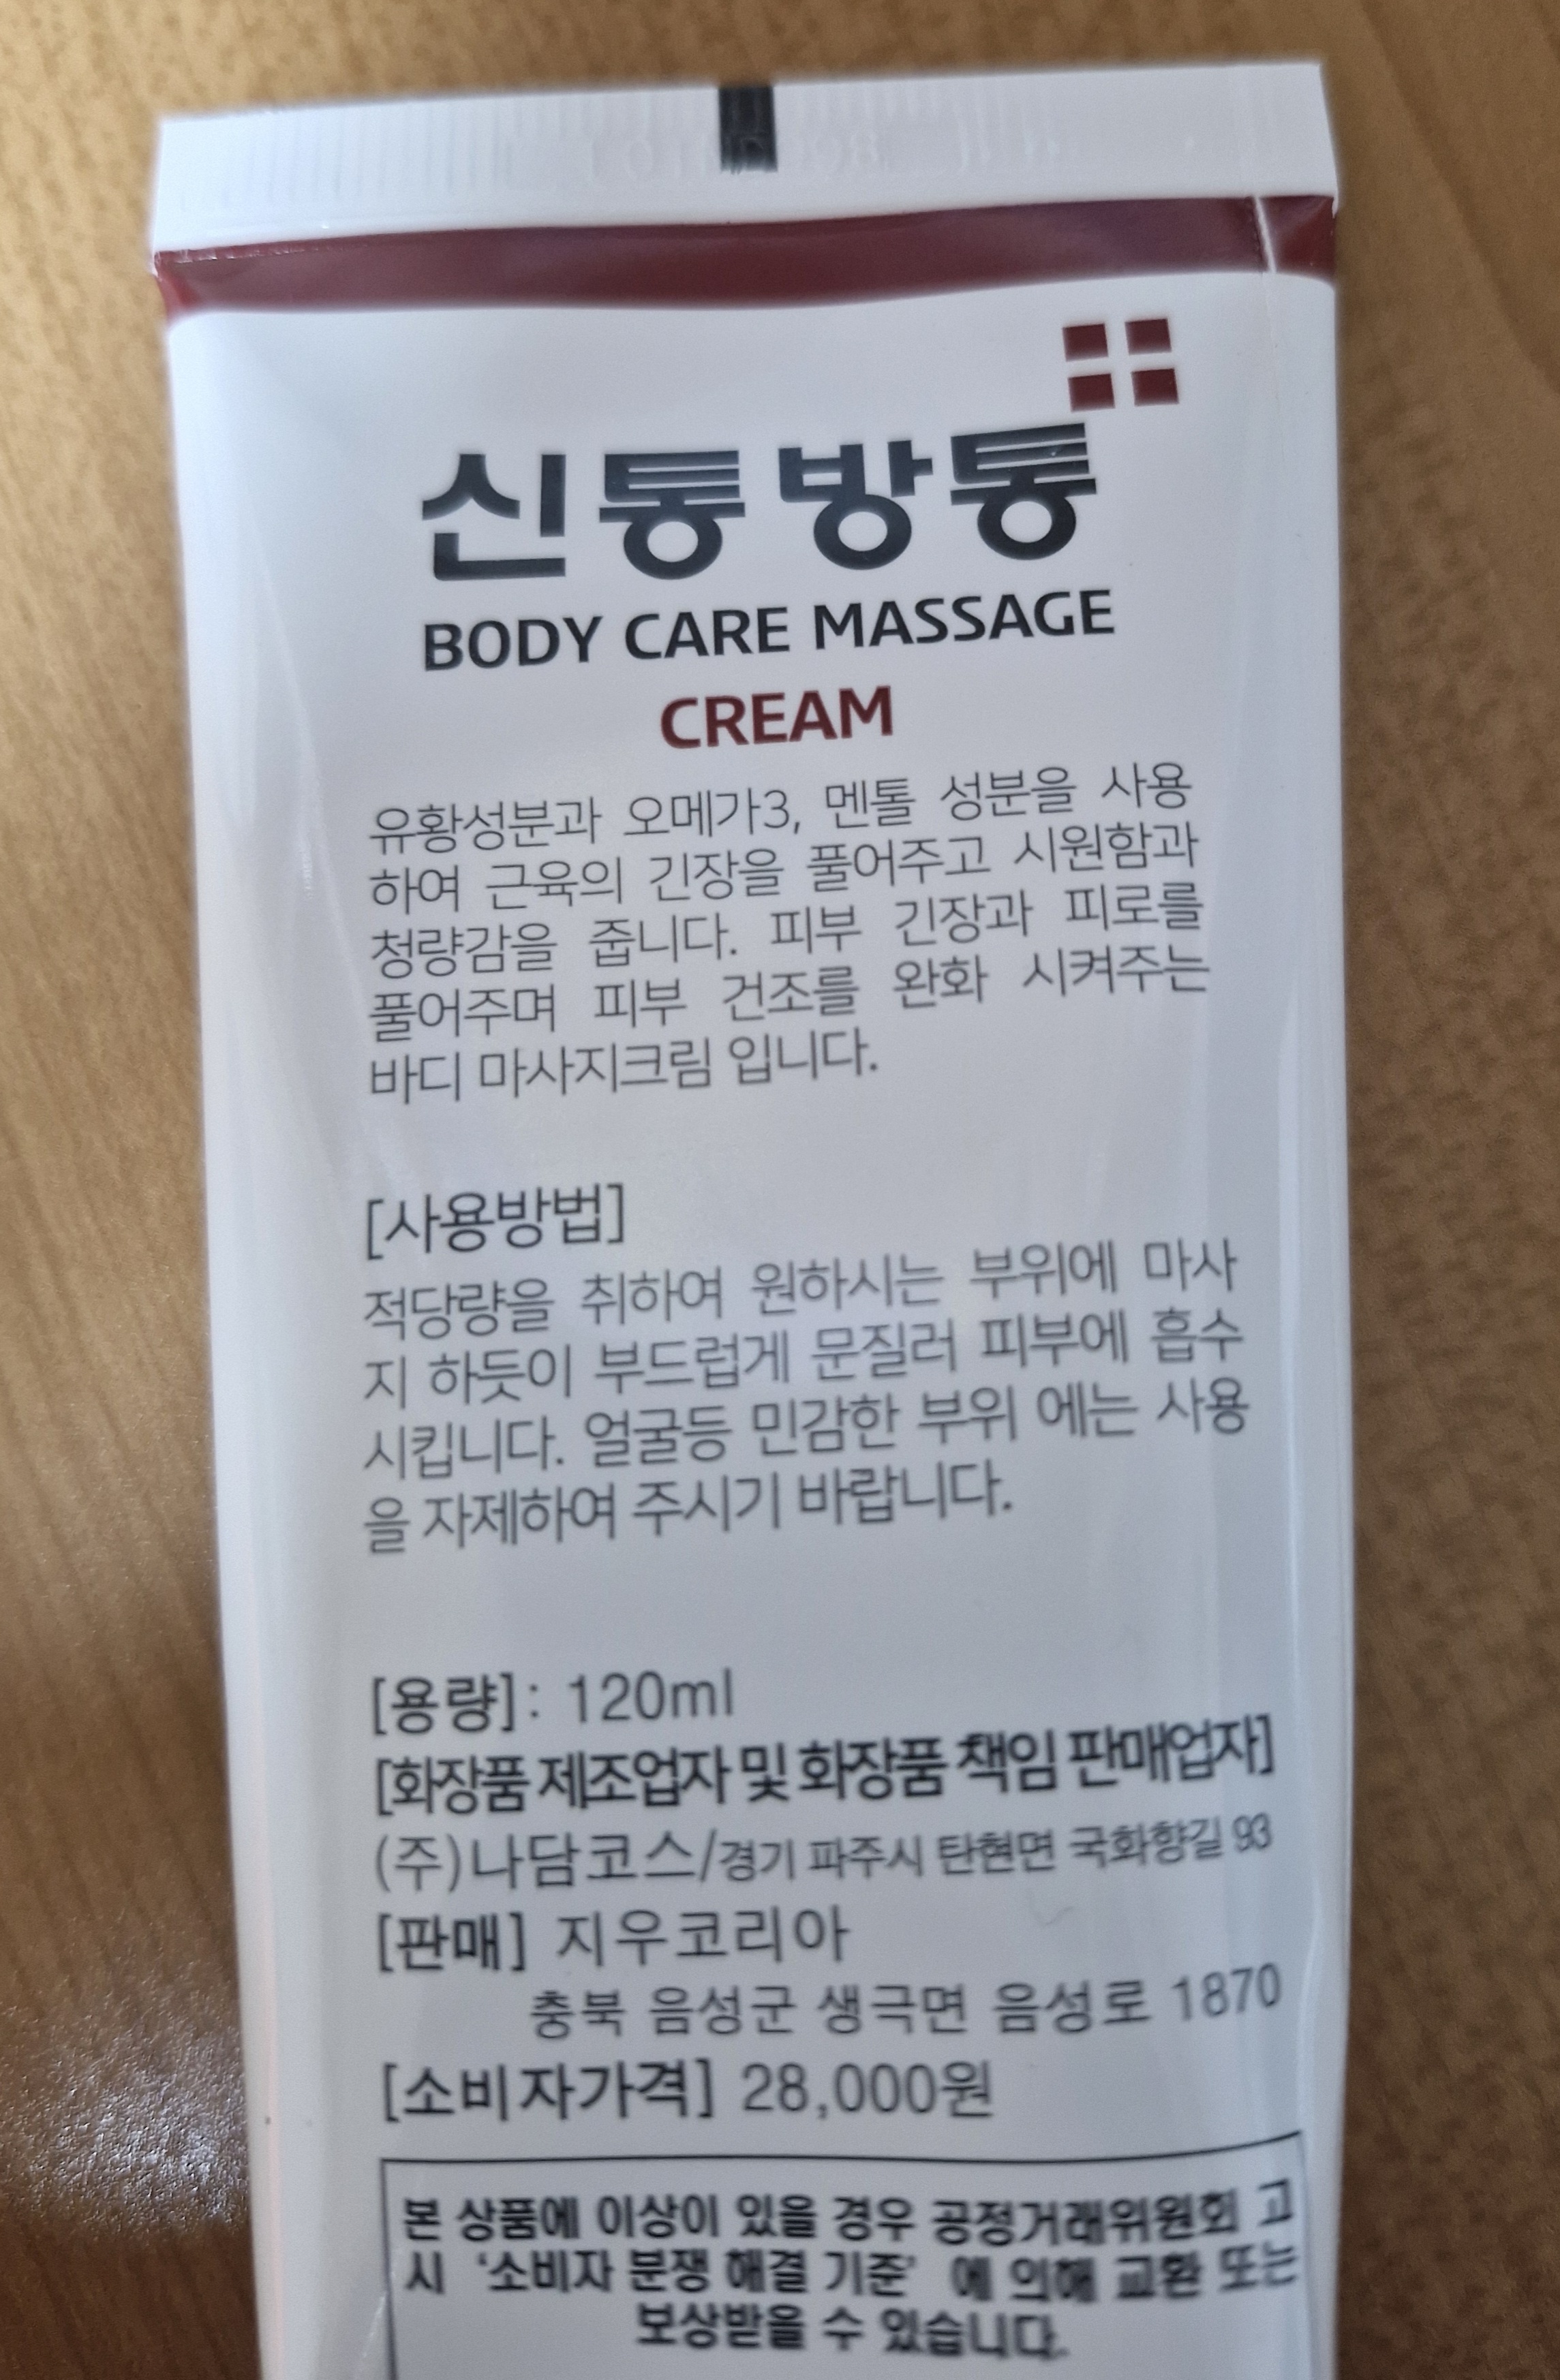 신통방통
BODY CARE MASSAGE
CREAM
유황성분과 오메가3, 멘톨 성분을 사용
하여 근육의 긴장을 풀어주고 시원함과
청량감을 줍니다. 피부 긴장과 피로를
풀어주며 피부 건조를 완화 시켜주는
바디 마사지크림 입니다.
[사용방법]
적당량을 취하여 원하시는 부위에 마사
지 하듯이 부드럽게 문질러 피부에 흡수
시킵니다. 얼굴등 민감한 부위 에는 사용
을 자제하여 주시기 바랍니다.
[용량]: 120ml
[화장품 제조업자 및 화장품 책임 판매업자]
(주)나담코스/경기 파주시 탄현면 국화향길 93
[판매] 지우코리아
충북 음성군 생극면 음성로 1870
[소비자가격] 28,000원
본 상품에 이상이 있을 경우 공정거래위원회 고
시 '소비자 분쟁 해결 기준' 에 의해 교환 또는
보상받을 수 있습니다.